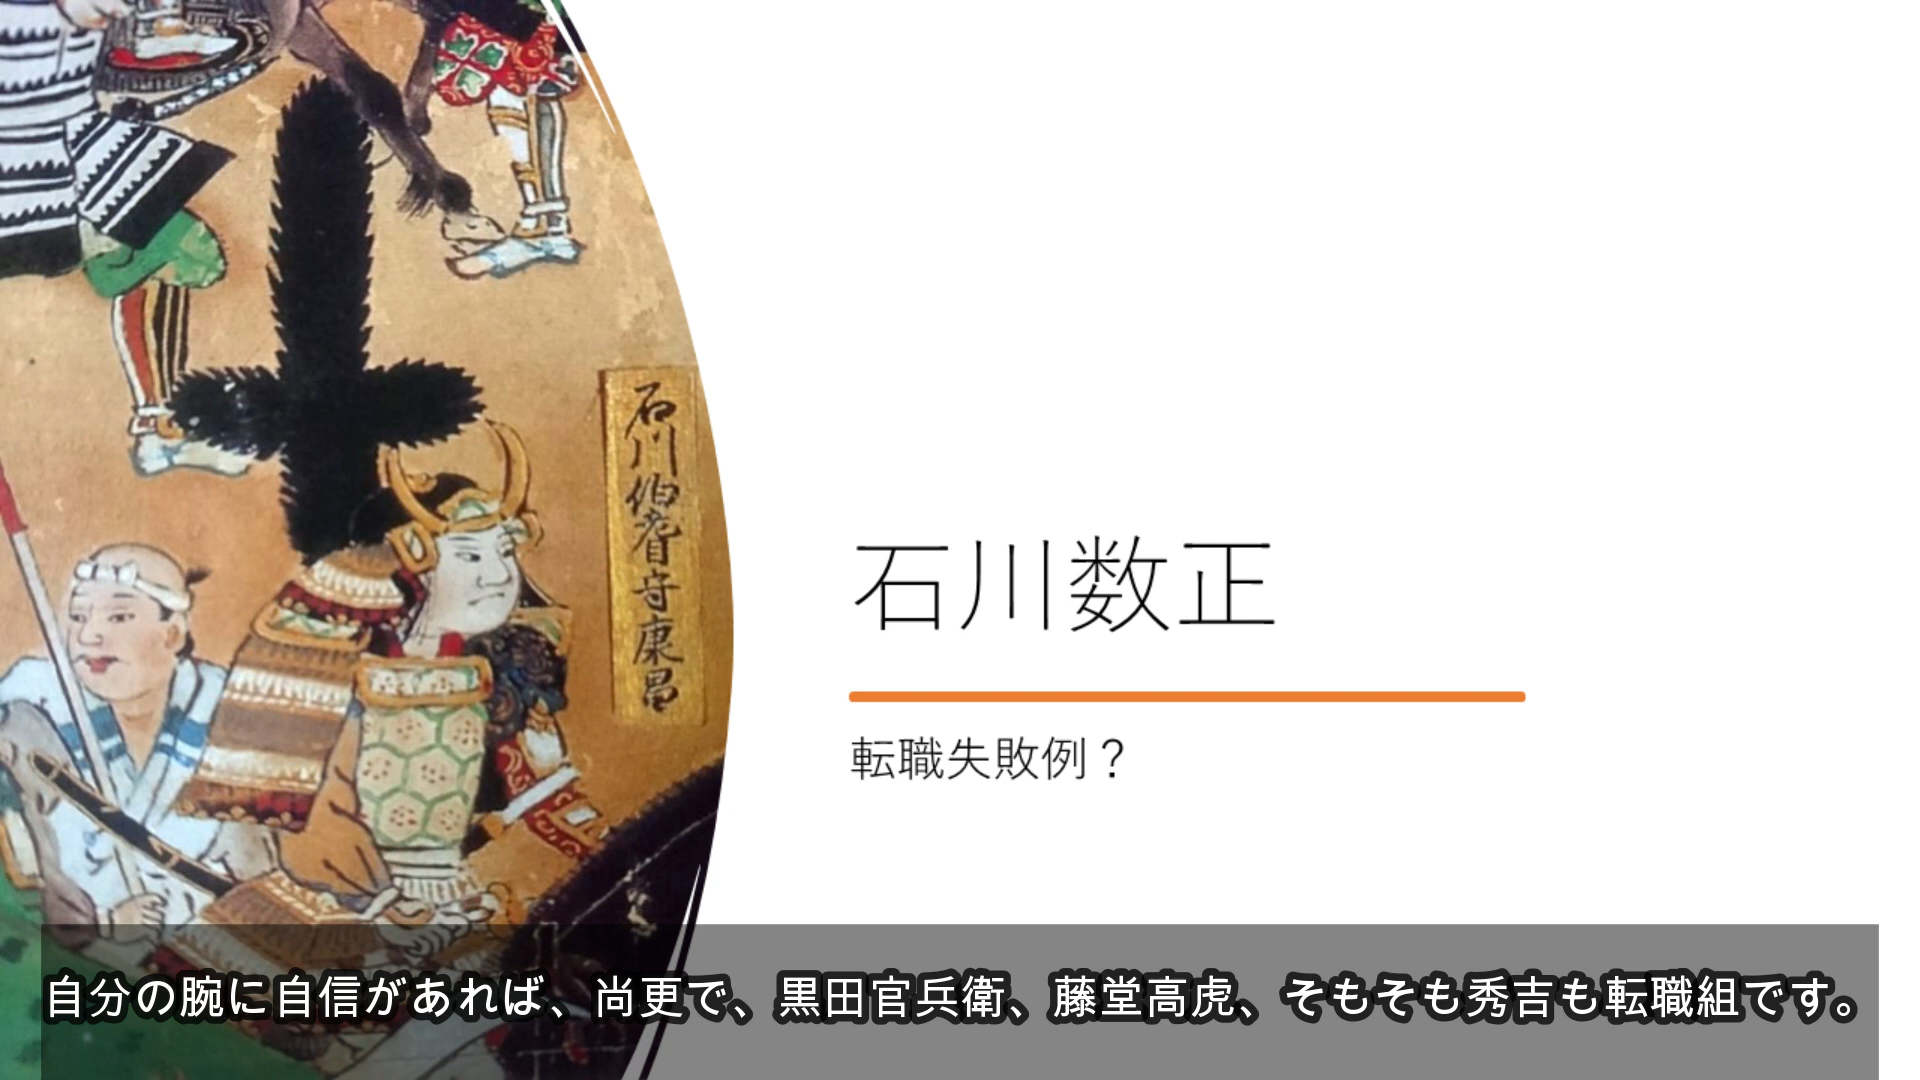 石川伯耆守康昌
石川数正
転職失敗例？
自分の腕に自信があれば、尚更で、黒田官兵衛、藤堂高虎、そもそも秀吉も転職組です。